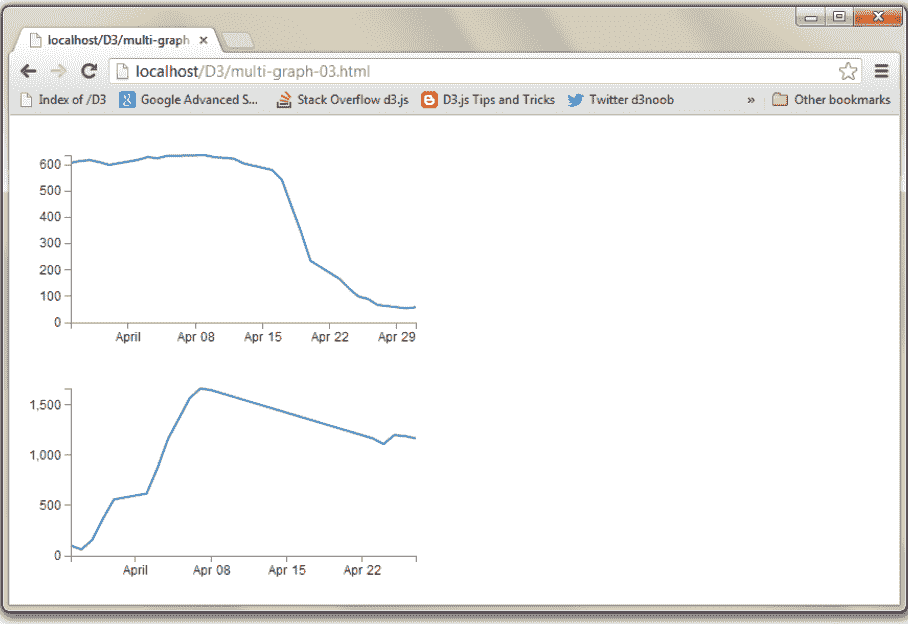 localhost/D3/multi-graph
localhost/D3/multi-graph-03.html
Index of /D3 Google Advanced S... Stack Overflow d3.js D3.js Tips and Tricks Twitter d3noob » Other bookmarks
600
500
400
300
200
100
0
April Apr 08 Apr 15 Apr 22 Apr 29
1,500
1,000
500
0
April Apr 08 Apr 15 Apr 22